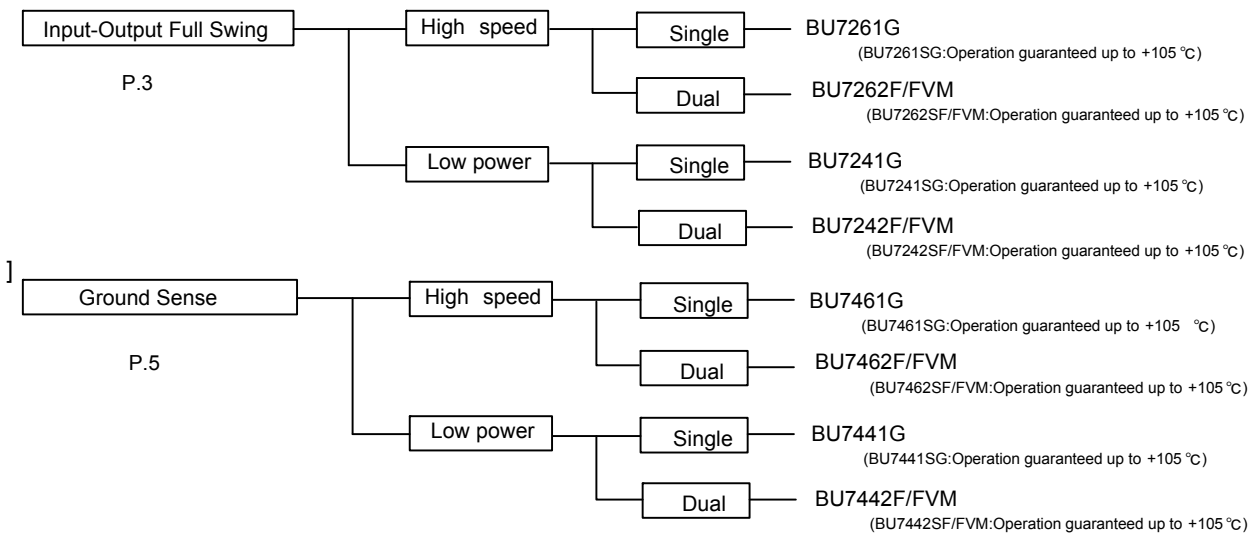 Input-Output Full Swing
P.3
High speed
Single
BU7261G
(BU7261SG:Operation guaranteed up to +105℃)
Dual
BU7262F/FVM
(BU7262SF/FVM:Operation guaranteed up to +105℃)
Low power
Single
BU7241G
(BU7241SG:Operation guaranteed up to +105℃)
Dual
BU7242F/FVM
(BU7242SF/FVM:Operation guaranteed up to +105℃)
]
Ground Sense
P.5
High speed
Single
BU7461G
(BU7461SG:Operation guaranteed up to +105 ℃)
Dual
BU7462F/FVM
(BU7462SF/FVM:Operation guaranteed up to +105℃)
Low power
Single
BU7441G
(BU7441SG:Operation guaranteed up to +105℃)
Dual
BU7442F/FVM
(BU7442SF/FVM:Operation guaranteed up to +105℃)